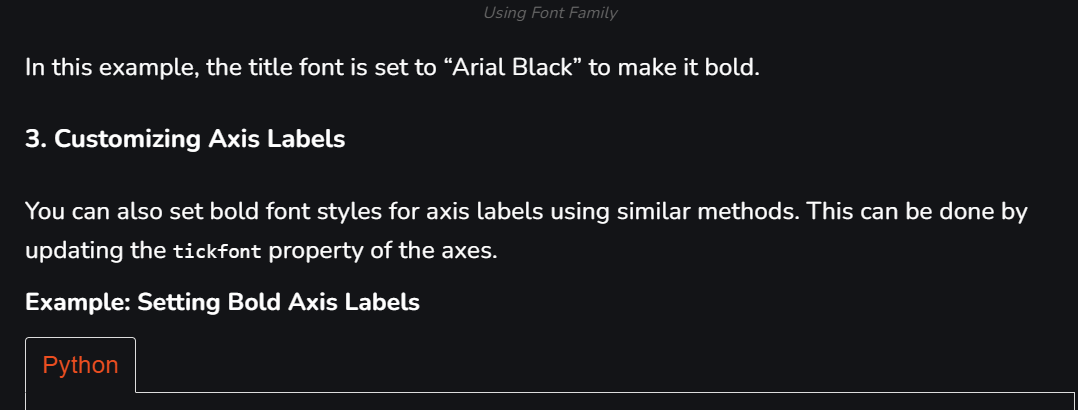 Using Font Family
In this example, the title font is set to “Arial Black” to make it bold.
3. Customizing Axis Labels
You can also set bold font styles for axis labels using similar methods. This can be done by
updating the tickfont property of the axes.
Example: Setting Bold Axis Labels
Python